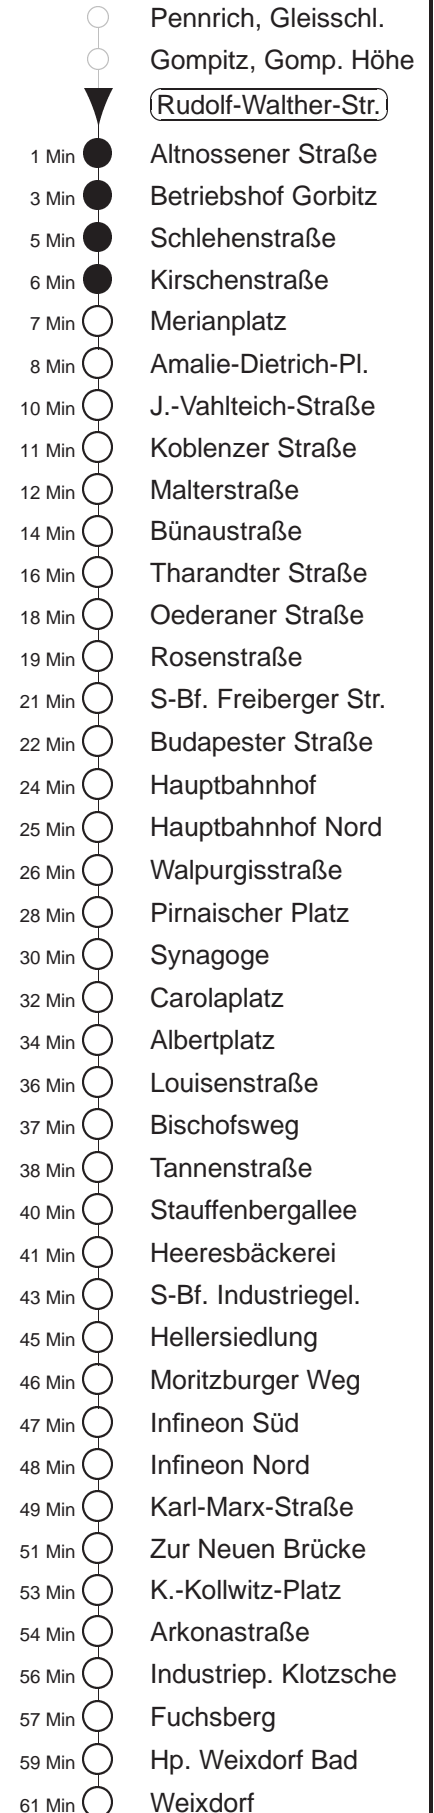 Pennrich, Gleisschl.
Gompitz, Gomp. Höhe
Rudolf-Walther-Str.
1 Min Altnossener Straße
3 Min Betriebshof Gorbitz
5 Min Schlehenstraße
6 Min Kirschenstraße
7 Min Merianplatz
8 Min Amalie-Dietrich-Pl.
10 Min J.-Vahlteich-Straße
11 Min Koblenzer Straße
12 Min Malterstraße
14 Min Bünaustraße
16 Min Tharandter Straße
18 Min Oederaner Straße
19 Min Rosenstraße
21 Min S-Bf. Freiberger Str.
22 Min Budapester Straße
24 Min Hauptbahnhof
25 Min Hauptbahnhof Nord
26 Min Walpurgisstraße
28 Min Pirnaischer Platz
30 Min Synagoge
32 Min Carolaplatz
34 Min Albertplatz
36 Min Louisenstraße
37 Min Bischofsweg
38 Min Tannenstraße
40 Min Stauffenbergallee
41 Min Heeresbäckerei
43 Min S-Bf. Industriegel.
45 Min Hellersiedlung
46 Min Moritzburger Weg
47 Min Infineon Süd
48 Min Infineon Nord
49 Min Karl-Marx-Straße
51 Min Zur Neuen Brücke
53 Min K.-Kollwitz-Platz
54 Min Arkonastraße
56 Min Industriep. Klotzsche
57 Min Fuchsberg
59 Min Hp. Weixdorf Bad
61 Min Weixdorf